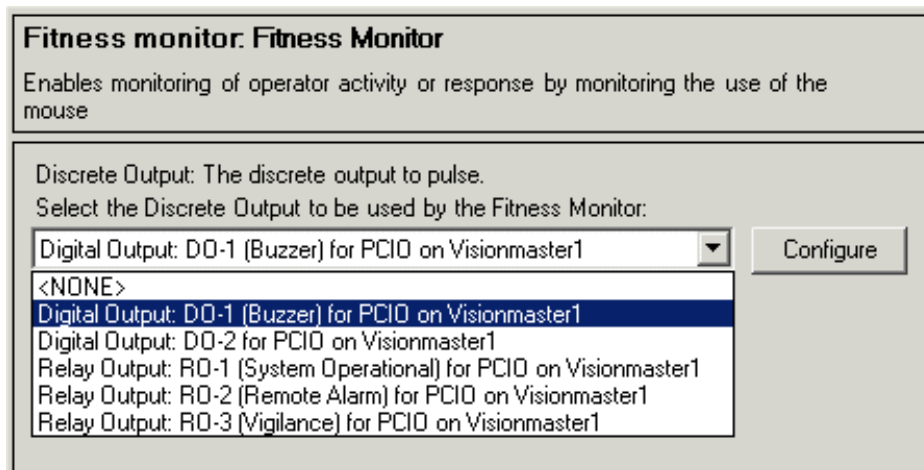 Fitness monitor: Fitness Monitor
Enables monitoring of operator activity or response by monitoring the use of the
mouse
Discrete Output: The discrete output to pulse.
Select the Discrete Output to be used by the Fitness Monitor:
Digital Output: DO-1 (Buzzer) for PCIO on Visionmaster1
Configure
<NONE>
Digital Output: DO-1 (Buzzer) for PCIO on Visionmaster1
Digital Output: DO-2 for PCIO on Visionmaster1
Relay Output: RO-1 (System Operational) for PCIO on Visionmaster1
Relay Output: RO-2 (Remote Alarm) for PCIO on Visionmaster1
Relay Output: RO-3 (Vigilance) for PCIO on Visionmaster1